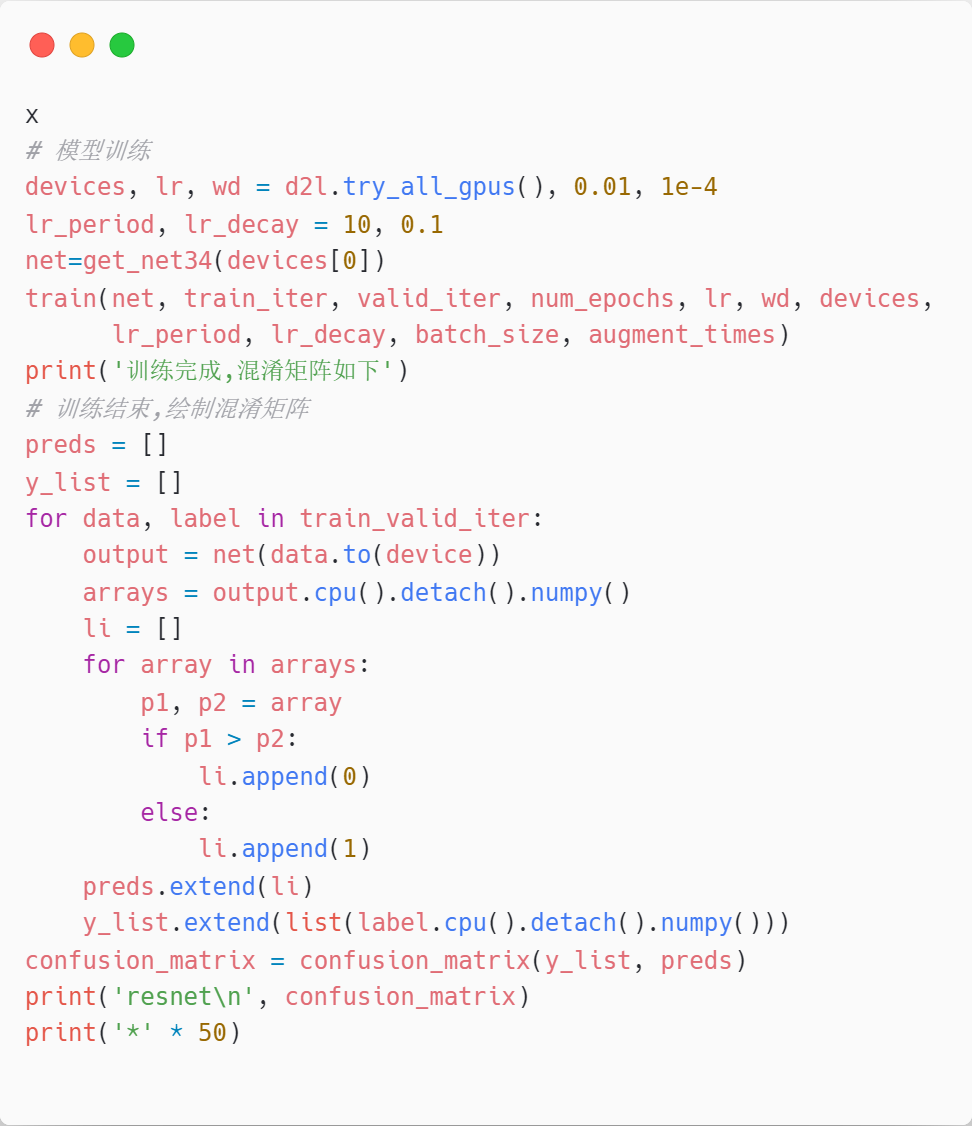 x
# 模型训练
devices, lr, wd = d2l.try_all_gpus(), 0.01, 1e-4
lr_period, lr_decay = 10, 0.1
net=get_net34(devices[0])
train(net, train_iter, valid_iter, num_epochs, lr, wd, devices,
      lr_period, lr_decay, batch_size, augment_times)
print('训练完成,混淆矩阵如下')
# 训练结束,绘制混淆矩阵
preds = []
y_list = []
for data, label in train_valid_iter:
    output = net(data.to(device))
    arrays = output.cpu().detach().numpy()
    li = []
    for array in arrays:
        p1, p2 = array
        if p1 > p2:
            li.append(0)
        else:
            li.append(1)
    preds.extend(li)
    y_list.extend(list(label.cpu().detach().numpy()))
confusion_matrix = confusion_matrix(y_list, preds)
print('resnet\n', confusion_matrix)
print('*' * 50)